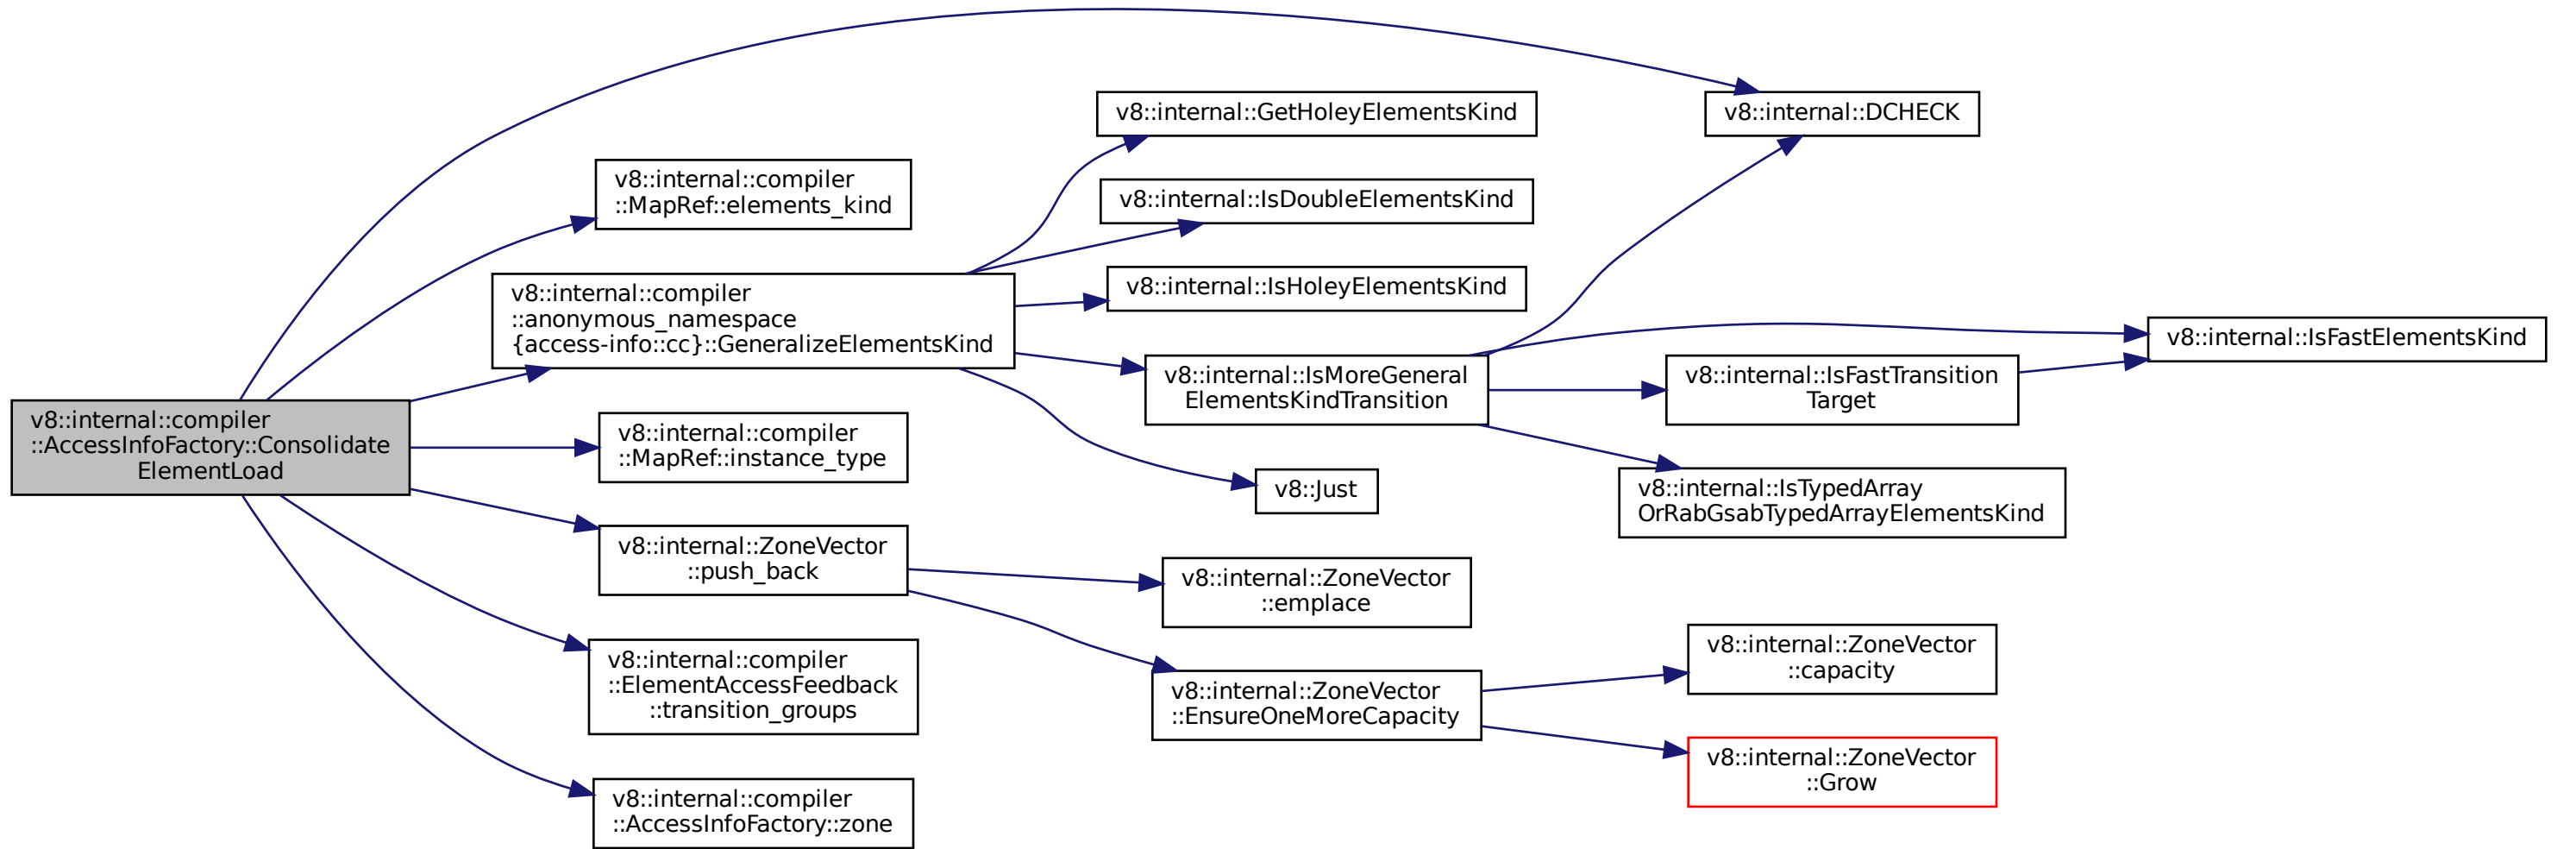 v8::internal::compiler
::AccessInfoFactory::Consolidate
ElementLoad
v8::internal::DCHECK
v8::internal::compiler
::MapRef::elements_kind
v8::internal::compiler
::anonymous_namespace
{access-info::cc}::GeneralizeElementsKind
v8::internal::GetHoleyElementsKind
v8::internal::IsDoubleElementsKind
v8::internal::IsHoleyElementsKind
v8::internal::IsMoreGeneral
ElementsKindTransition
v8::internal::IsFastElementsKind
v8::internal::IsFastTransition
Target
v8::internal::IsTypedArray
OrRabGsabTypedArrayElementsKind
v8::Just
v8::internal::compiler
::MapRef::instance_type
v8::internal::ZoneVector
::push_back
v8::internal::ZoneVector
::emplace
v8::internal::ZoneVector
::EnsureOneMoreCapacity
v8::internal::ZoneVector
::capacity
v8::internal::ZoneVector
::Grow
v8::internal::compiler
::ElementAccessFeedback
::transition_groups
v8::internal::compiler
::AccessInfoFactory::zone